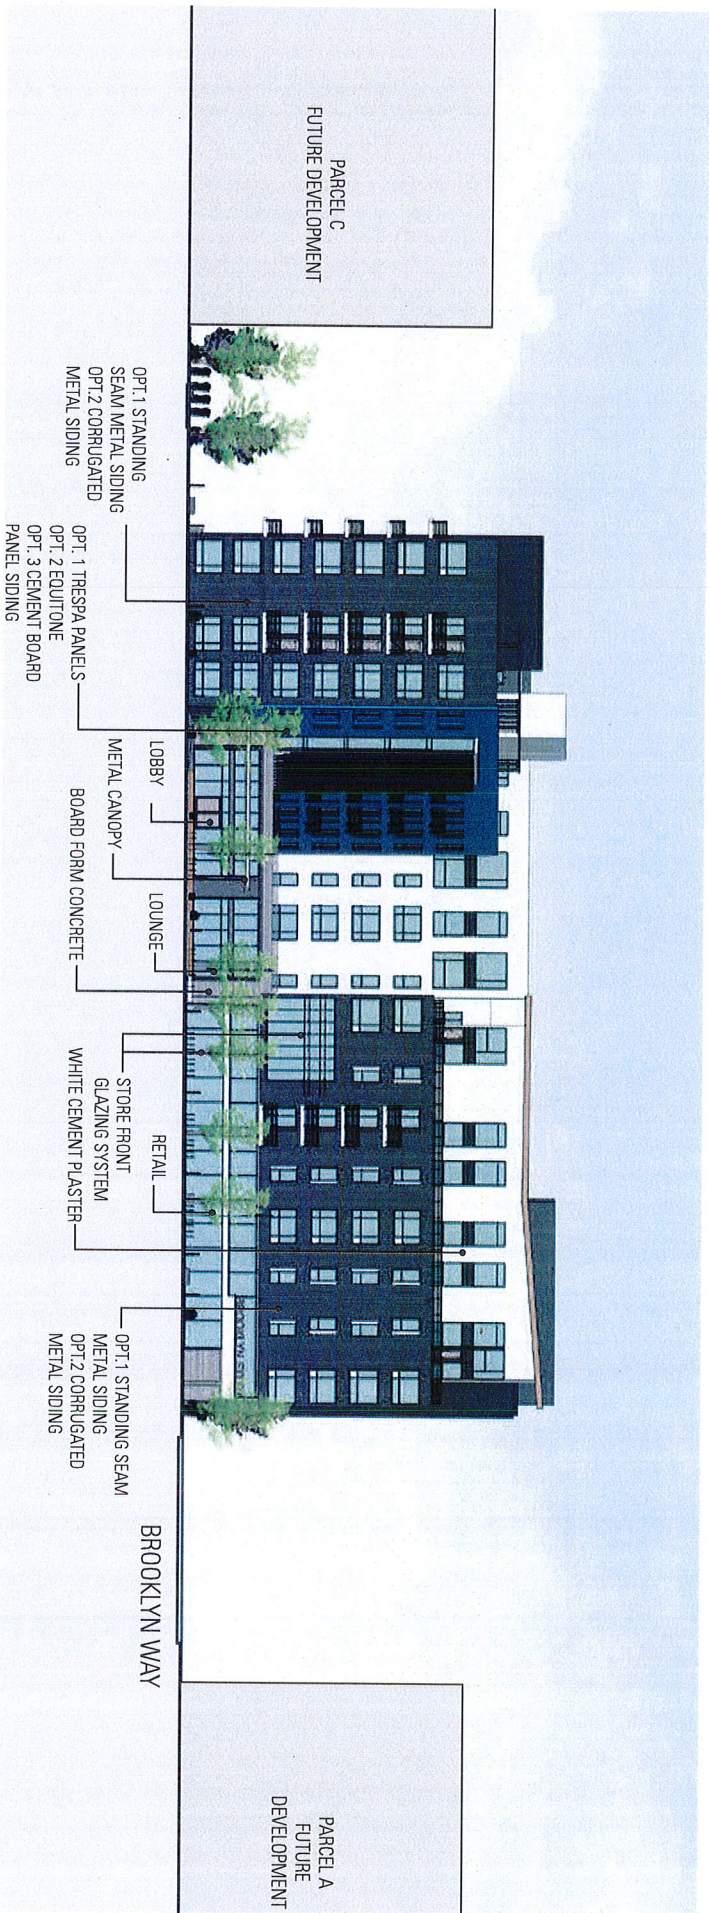 PARCEL C
FUTURE DEVELOPMENT
OPT.1 STANDING
SEAM METAL SIDING
OPT.2 CORRUGATED
METAL SIDING
OPT. 1 TRESPA PANELS
OPT. 2 EQUITONE
OPT. 3 CEMENT BOARD
PANEL SIDING
LOBBY
METAL CANOPY
BOARD FORM CONCRETE
LOUNGE
STORE FRONT
GLAZING SYSTEM
WHITE CEMENT PLASTER
RETAIL
OPT.1 STANDING SEAM
METAL SIDING
OPT.2 CORRUGATED
METAL SIDING
BROOKLYN WAY
PARCEL A
FUTURE
DEVELOPMENT